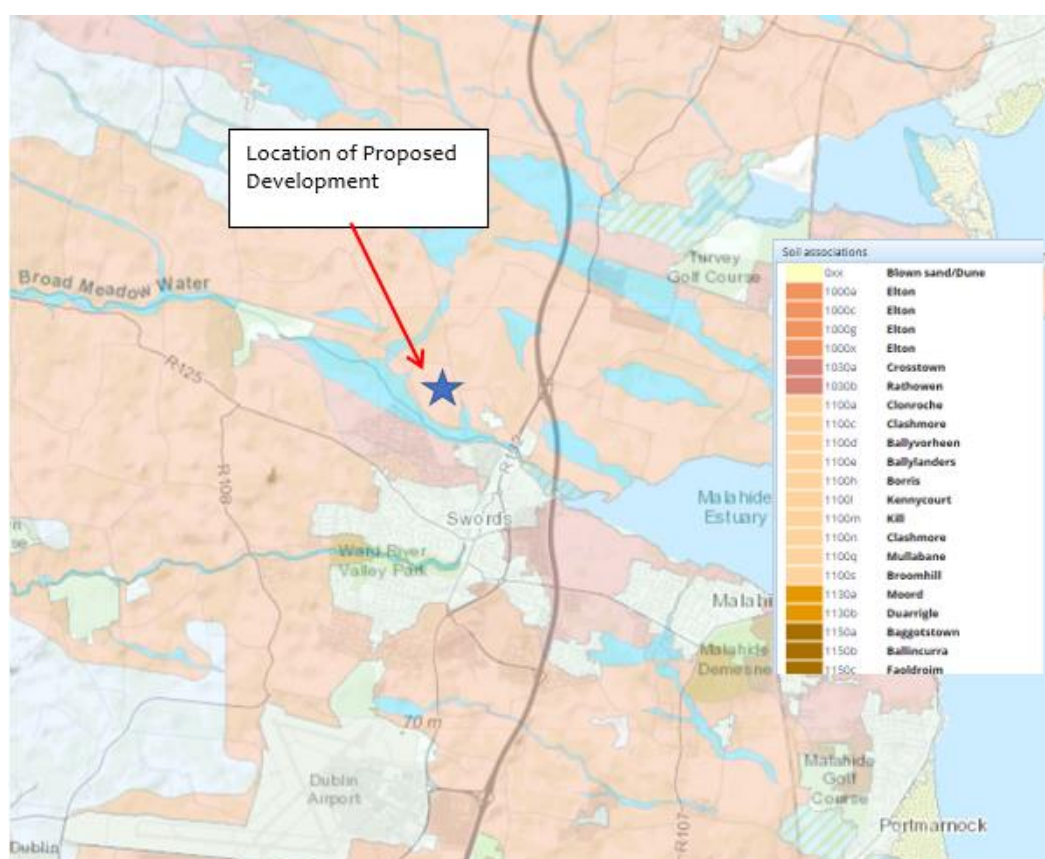 Location of Proposed
Development
Broad Meadow Water
R125
R108
R132
Turvey
Golf Course
Swords
Ward River
Valley Park
Malahide
Estuary
Malahi
Malahide
Demesne
70 m
Dublin
Airport
R107
Malahide
Golf
Course
Portmarnock
Dublin
Soil associations
0xx Blown sand/Dune
1000a Elton
1000c Elton
1000g Elton
1000x Elton
1030a Crosstown
1030b Rathowen
1100a Clonroche
1100c Clashmore
1100d Ballyvorheen
1100e Ballylanders
1100h Borris
1100l Kennycourt
1100m Kill
1100n Clashmore
1100q Mullabane
1100s Broomhill
1130a Moord
1130b Duarrigle
1150a Baggotstown
1150b Ballincurra
1150c Faoldroim